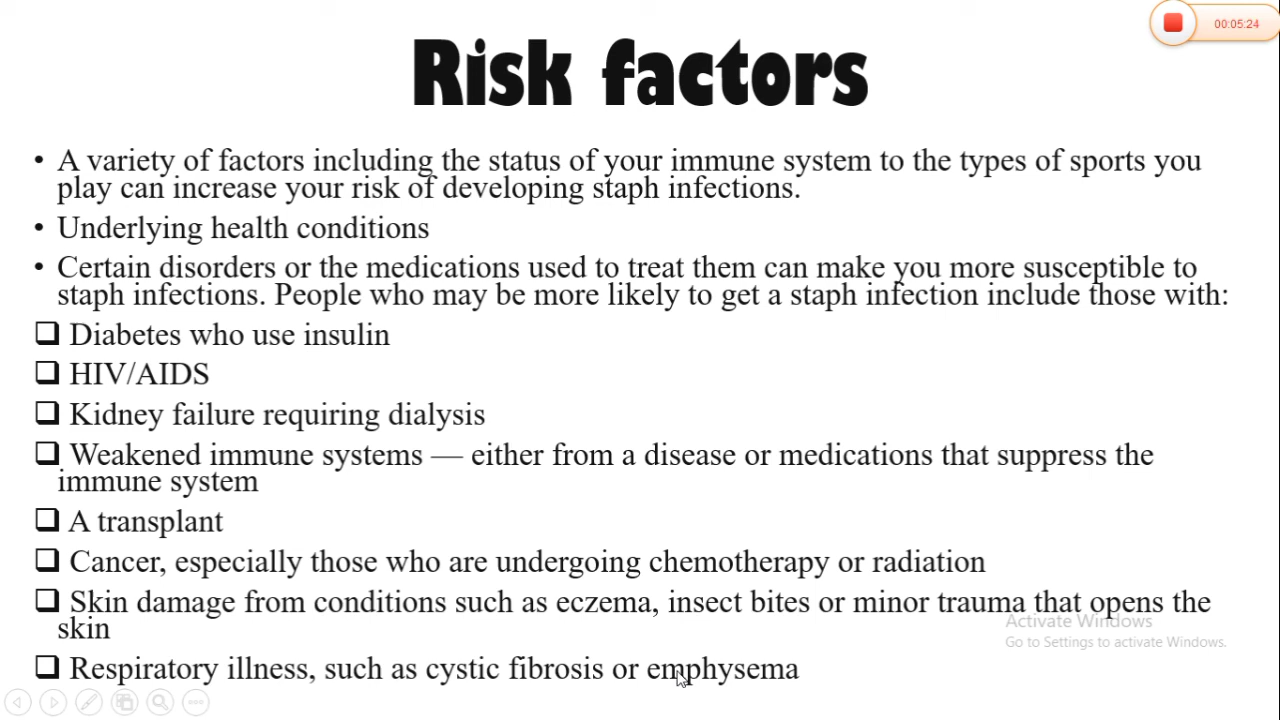 00:05:24
Risk factors
• A variety of factors including the status of your immune system to the types of sports you
play can increase your risk of developing staph infections.
• Underlying health conditions
• Certain disorders or the medications used to treat them can make you more susceptible to
staph infections. People who may be more likely to get a staph infection include those with:
❑ Diabetes who use insulin
❑ HIV/AIDS
❑ Kidney failure requiring dialysis
❑ Weakened immune systems — either from a disease or medications that suppress the
immune system
❑ A transplant
❑ Cancer, especially those who are undergoing chemotherapy or radiation
❑ Skin damage from conditions such as eczema, insect bites or minor trauma that opens the
skin
Activate Windows
Go to Settings to activate Windows.
❑ Respiratory illness, such as cystic fibrosis or emphysema